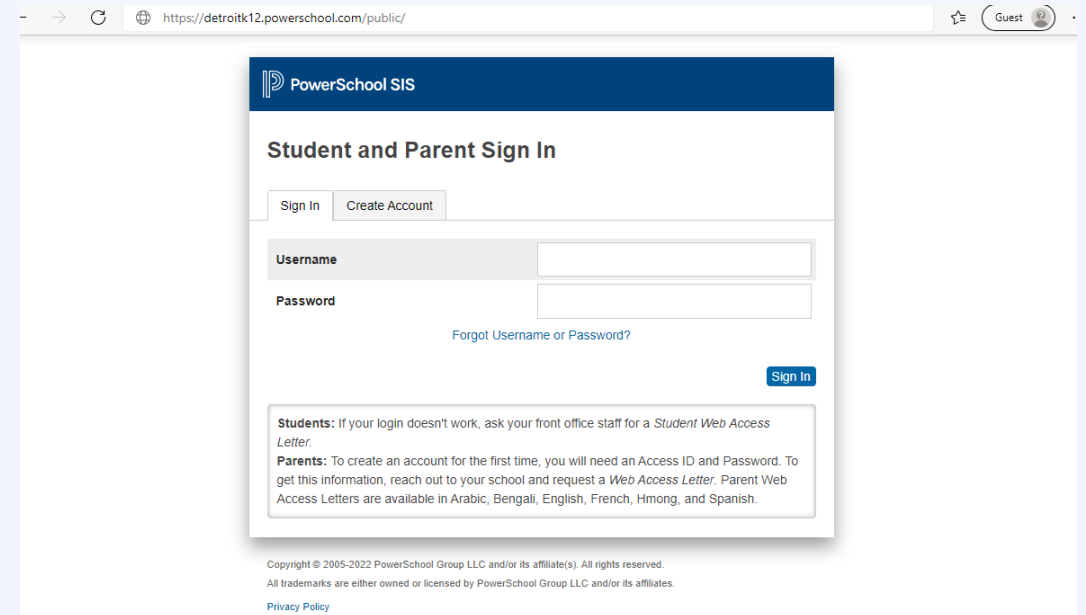 https://detroitk12.powerschool.com/public/
Guest
PowerSchool SIS
Student and Parent Sign In
Sign In
Create Account
Username
Password
Forgot Username or Password?
Sign In
Students: If your login doesn't work, ask your front office staff for a Student Web Access
Letter.
Parents: To create an account for the first time, you will need an Access ID and Password. To
get this information, reach out to your school and request a Web Access Letter. Parent Web
Access Letters are available in Arabic, Bengali, English, French, Hmong, and Spanish.
Copyright © 2005-2022 PowerSchool Group LLC and/or its affiliate(s). All rights reserved.
All trademarks are either owned or licensed by PowerSchool Group LLC and/or its affiliates.
Privacy Policy